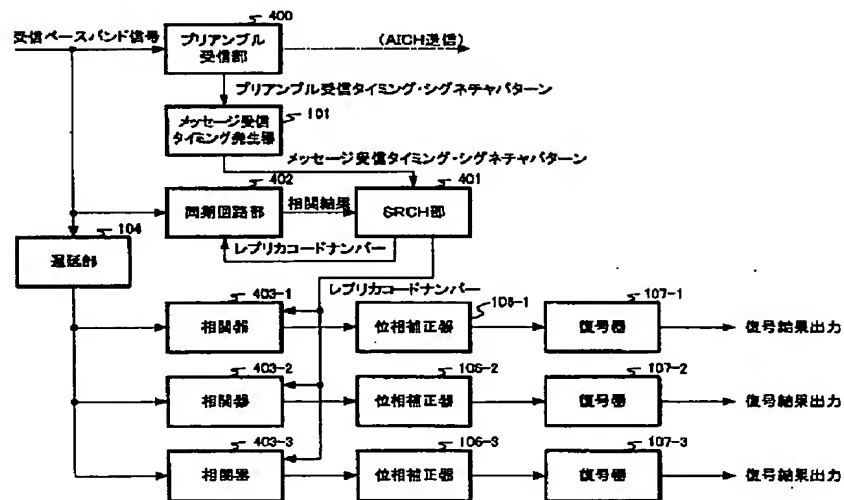 400
受信ベースバンド信号
プリアンブル
受信部
(AICH送信)
プリアンブル受信タイミング・シグネチャパターン
メッセージ受信
タイミング発生器
101
メッセージ受信タイミング・シグネチャパターン
402
401
同期回路部
相関結果
SRCH部
104
遅延部
レプリカコードナンバー
レプリカコードナンバー
403-1
106-1
107-1
相関器
位相補正器
復号器
復号結果出力
403-2
106-2
107-2
相関器
位相補正器
復号器
復号結果出力
403-3
106-3
107-3
相関器
位相補正器
復号器
復号結果出力